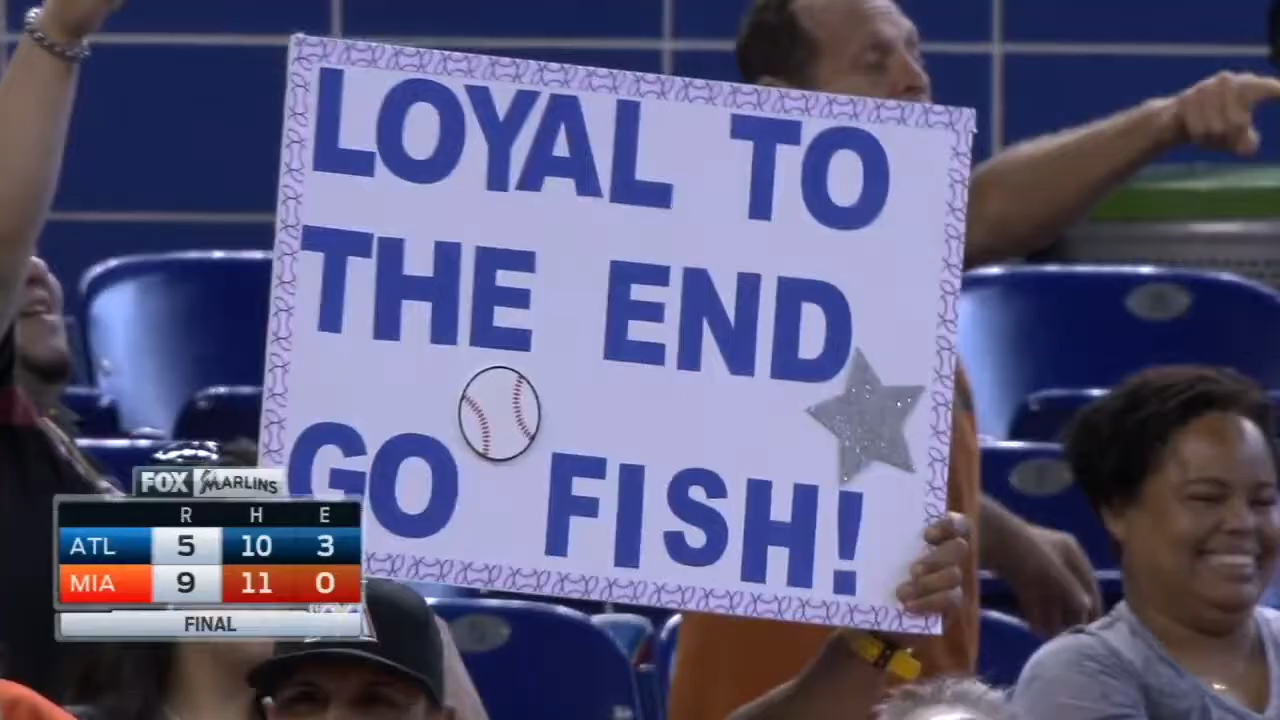 LOYAL TO
THE END
GO FISH!
FOX MARLINS
R H E
ATL 5 10 3
MIA 9 11 0
FINAL